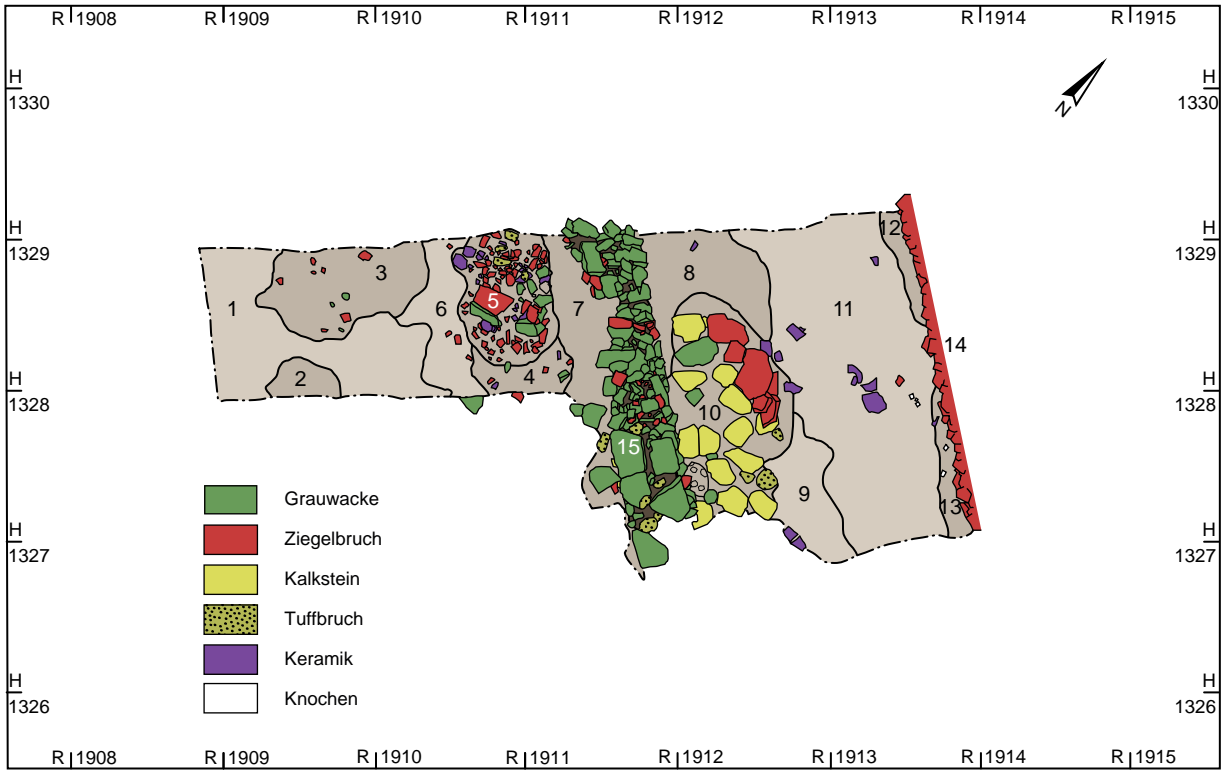 R 1908 R 1909 R 1910 R 1911 R 1912 R 1913 R 1914 R 1915
H H
1330 1330
N
H H
1329 1329
12
3 8
1 6 5 7 11
14
2 4
H H
1328 1328
10
15
9
13
Grauwacke
Ziegelbruch
H H
1327 1327
Kalkstein
Tuffbruch
Keramik
Knochen
H H
1326 1326
R 1908 R 1909 R 1910 R 1911 R 1912 R 1913 R 1914 R 1915